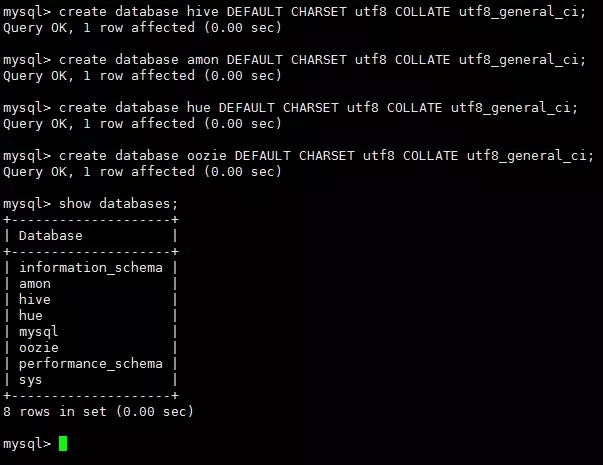 mysql> create database hive DEFAULT CHARSET utf8 COLLATE utf8_general_ci;
Query OK, 1 row affected (0.00 sec)

mysql> create database amon DEFAULT CHARSET utf8 COLLATE utf8_general_ci;
Query OK, 1 row affected (0.00 sec)

mysql> create database hue DEFAULT CHARSET utf8 COLLATE utf8_general_ci;
Query OK, 1 row affected (0.00 sec)

mysql> create database oozie DEFAULT CHARSET utf8 COLLATE utf8_general_ci;
Query OK, 1 row affected (0.00 sec)

mysql> show databases;
+--------------------+
| Database           |
+--------------------+
| information_schema |
| amon               |
| hive               |
| hue                |
| mysql              |
| oozie              |
| performance_schema |
| sys                |
+--------------------+
8 rows in set (0.00 sec)

mysql>